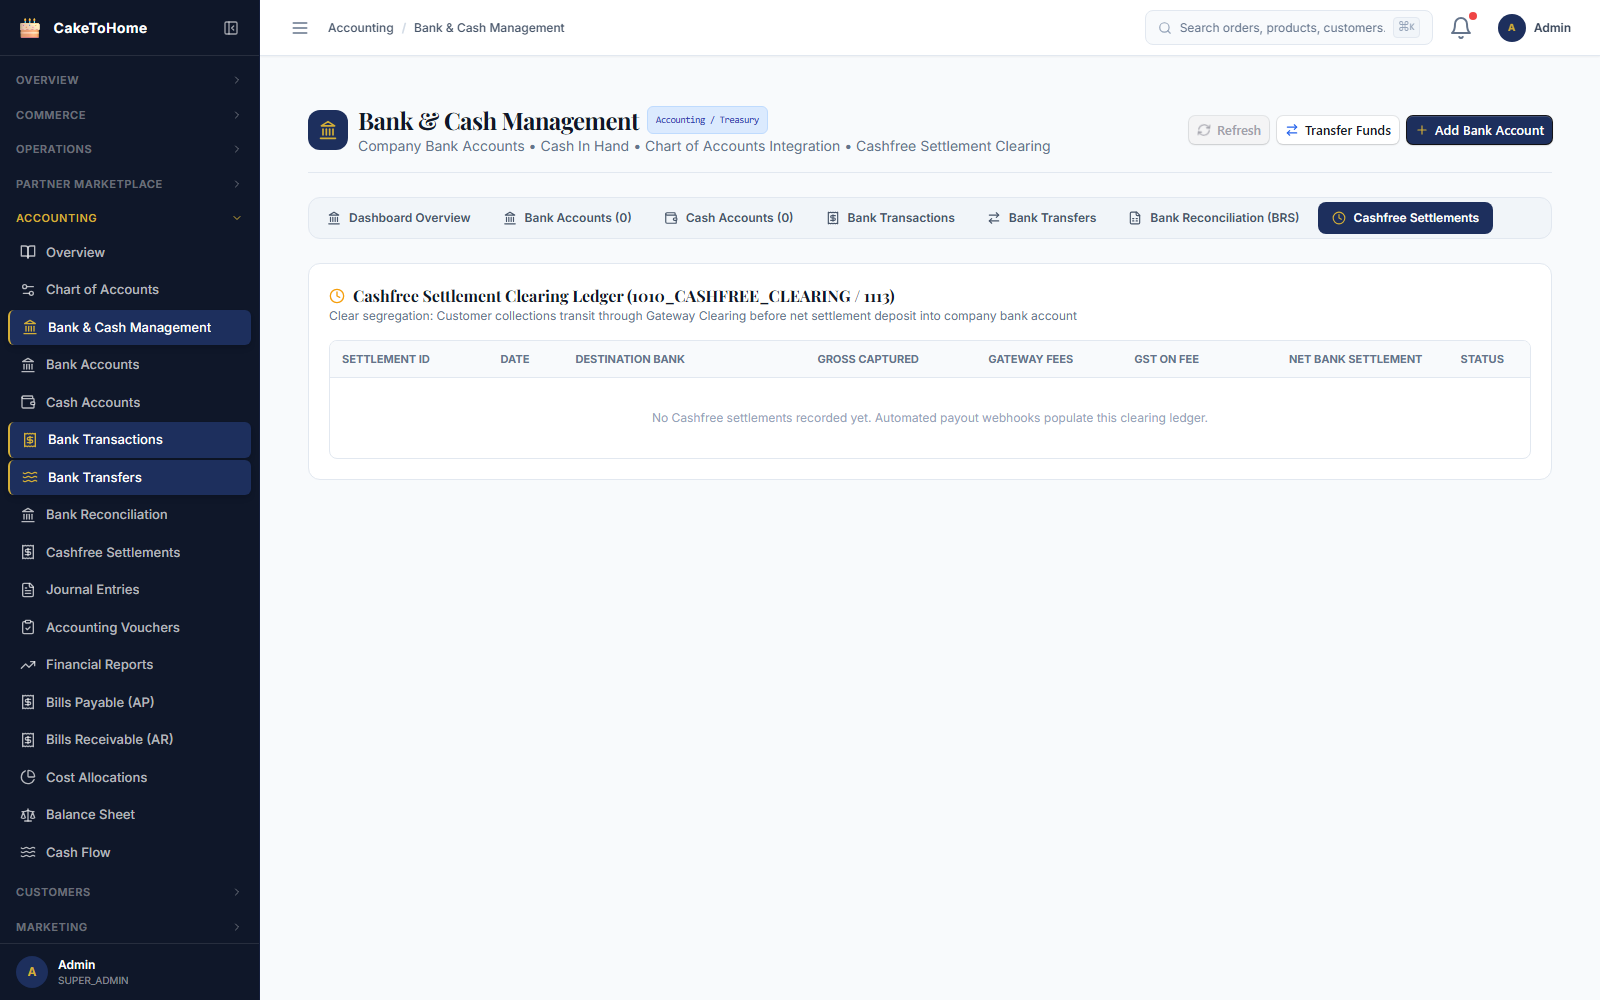 CakeToHome
OVERVIEW
COMMERCE
OPERATIONS
PARTNER MARKETPLACE
ACCOUNTING
Overview
Chart of Accounts
Bank & Cash Management
Bank Accounts
Cash Accounts
Bank Transactions
Bank Transfers
Bank Reconciliation
Cashfree Settlements
Journal Entries
Accounting Vouchers
Financial Reports
Bills Payable (AP)
Bills Receivable (AR)
Cost Allocations
Balance Sheet
Cash Flow
CUSTOMERS
MARKETING
A Admin
SUPER_ADMIN
Accounting / Bank & Cash Management
Search orders, products, customers. ⌘K
A Admin
Bank & Cash Management Accounting / Treasury
Company Bank Accounts • Cash In Hand • Chart of Accounts Integration • Cashfree Settlement Clearing
Refresh Transfer Funds + Add Bank Account
Dashboard Overview Bank Accounts (0) Cash Accounts (0) Bank Transactions Bank Transfers Bank Reconciliation (BRS) Cashfree Settlements
Cashfree Settlement Clearing Ledger (1010_CASHFREE_CLEARING / 1113)
Clear segregation: Customer collections transit through Gateway Clearing before net settlement deposit into company bank account
SETTLEMENT ID DATE DESTINATION BANK GROSS CAPTURED GATEWAY FEES GST ON FEE NET BANK SETTLEMENT STATUS
No Cashfree settlements recorded yet. Automated payout webhooks populate this clearing ledger.